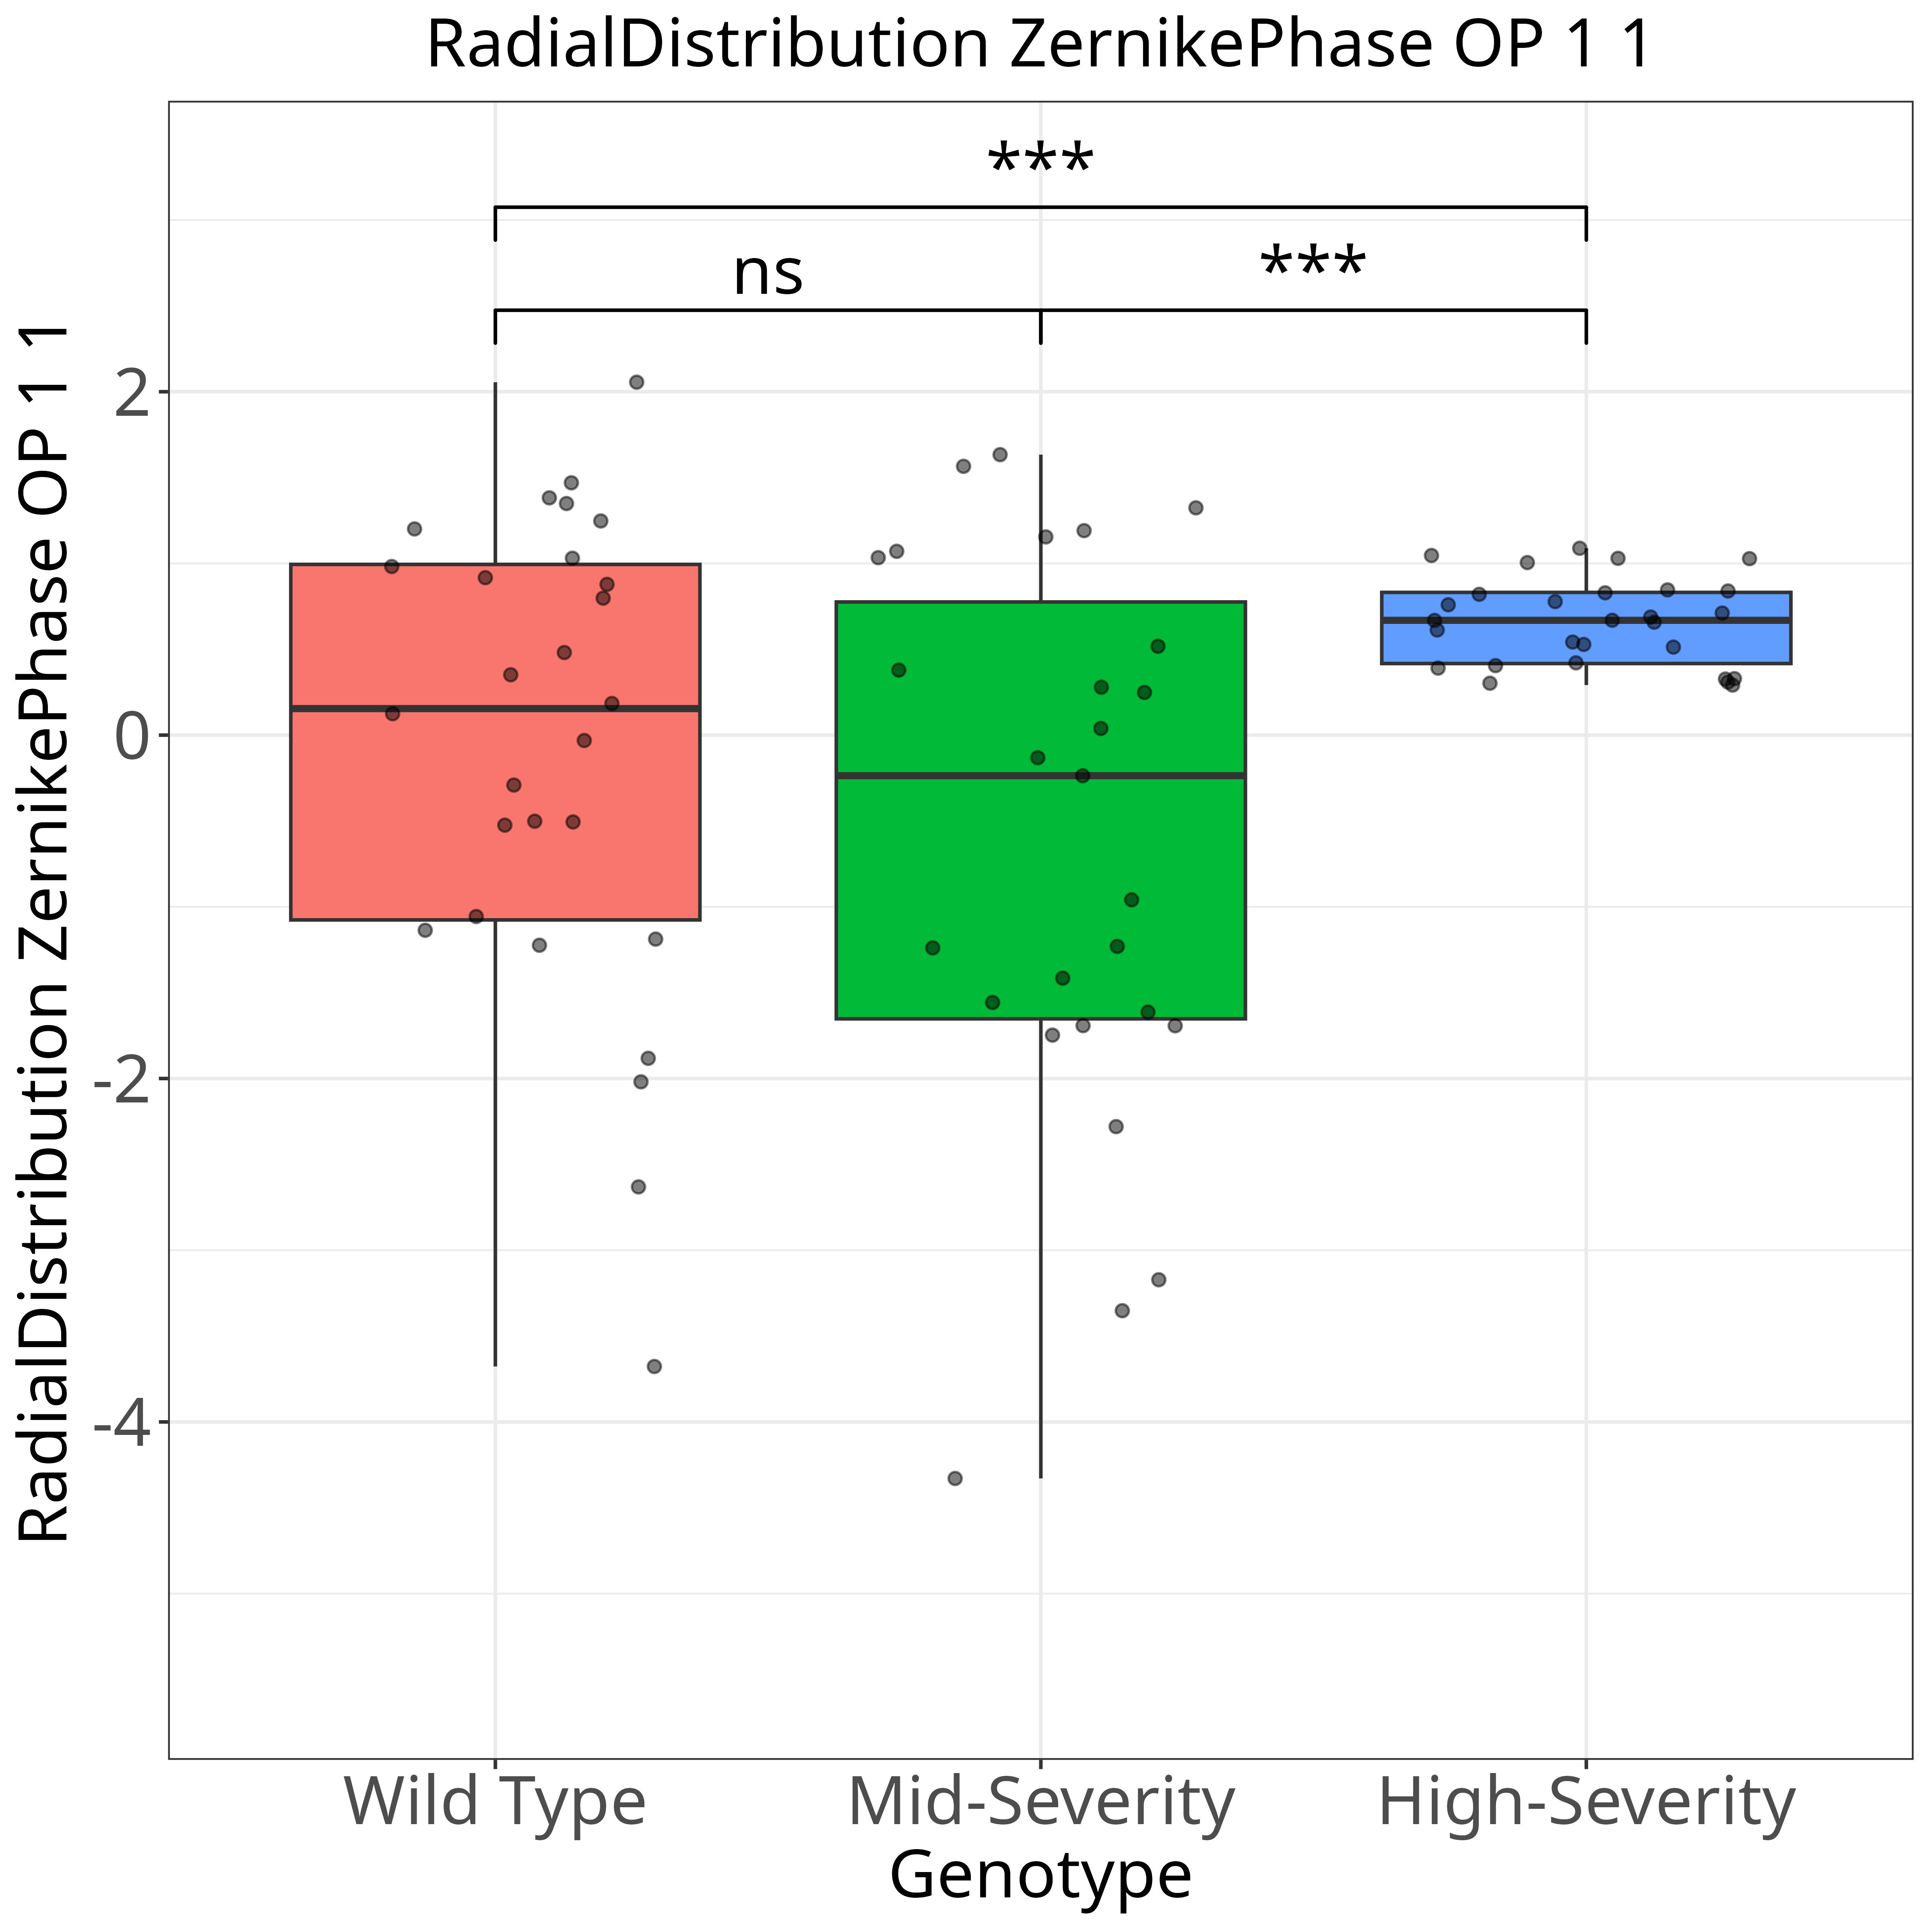 RadialDistribution ZernikePhase OP 1 1
***
ns
***
RadialDistribution ZernikePhase OP 1 1
2
0
-2
-4
Wild Type
Mid-Severity
High-Severity
Genotype